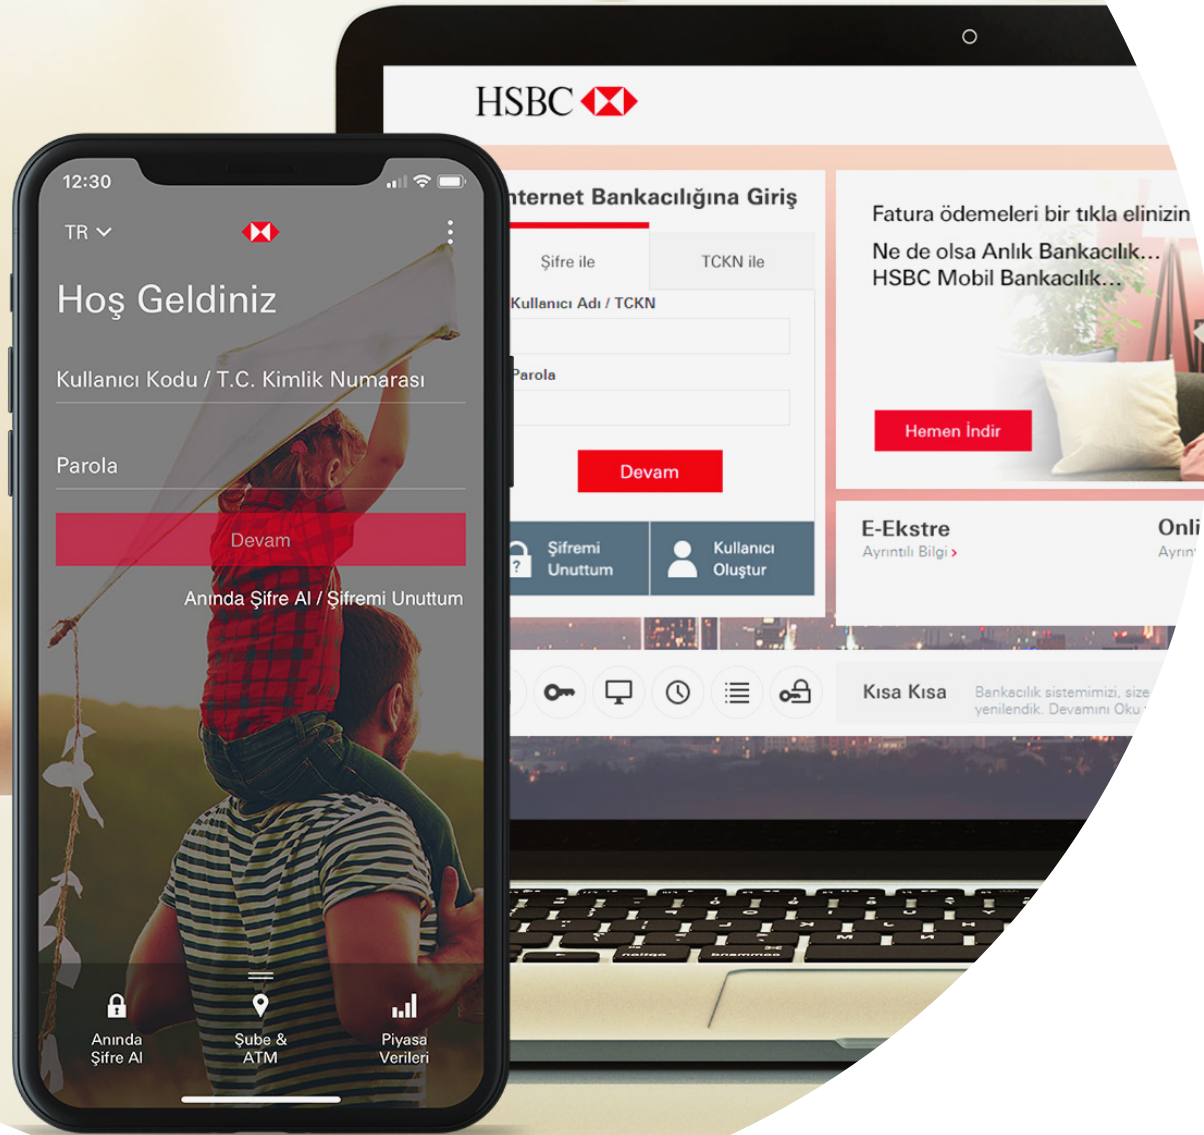 12:30
TR
Hoş Geldiniz
Kullanıcı Kodu / T.C. Kimlik Numarası
Parola
Devam
Anında Şifre Al / Şifremi Unuttum
Anında
Şifre Al
Şube &
ATM
Piyasa
Verileri
HSBC
nternet Bankacılığına Giriş
Şifre ile
TCKN ile
Kullanıcı Adı / TCKN
Parola
Devam
Şifremi
Unuttum
Kullanıcı
Oluştur
Fatura ödemeleri bir tıkla elinizin
Ne de olsa Anlık Bankacılık...
HSBC Mobil Bankacılık...
Hemen İndir
E-Ekstre
Ayrıntılı Bilgi
Onli
Ayrınt
Kısa Kısa
Bankacılık sistemimizi, size
yenilendik. Devamını Oku